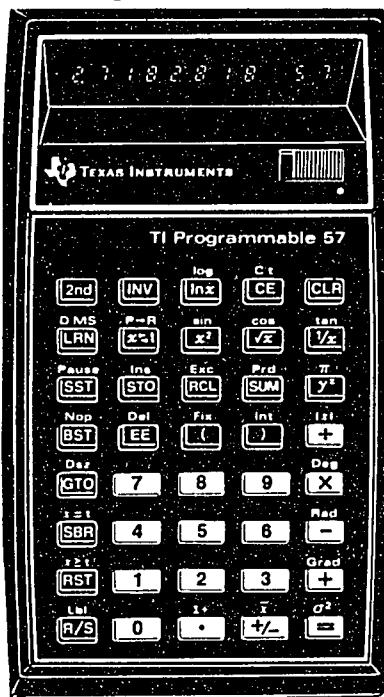 2.7182818 57
TEXAS INSTRUMENTS
TI Programmable 57
log C t
2nd INV lnx CE CLR
D.MS P→R sin cos tan
LRN x⇄t x² √x 1/x
Pause Ins Exc Prd π
SST STO RCL SUM yˣ
Nop Del Fix Int |x|
BST EE ( ) ÷
Dsz Deg
GTO 7 8 9 X
x=t Rad
SBR 4 5 6 −
x≥t Grad
RST 1 2 3 +
Lbl Σ+ x̄ σ²
R/S 0 . +/− =